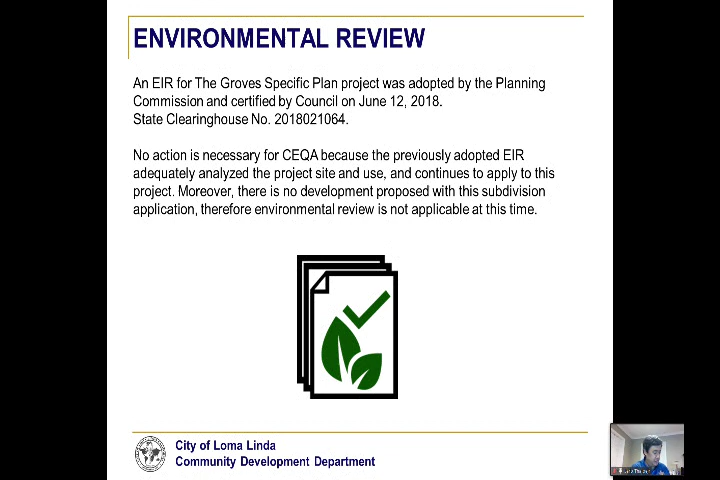 ENVIRONMENTAL REVIEW
An EIR for The Groves Specific Plan project was adopted by the Planning
Commission and certified by Council on June 12, 2018.
State Clearinghouse No. 2018021064.
No action is necessary for CEQA because the previously adopted EIR
adequately analyzed the project site and use, and continues to apply to this
project. Moreover, there is no development proposed with this subdivision
application, therefore environmental review is not applicable at this time.
City of Loma Linda
Community Development Department